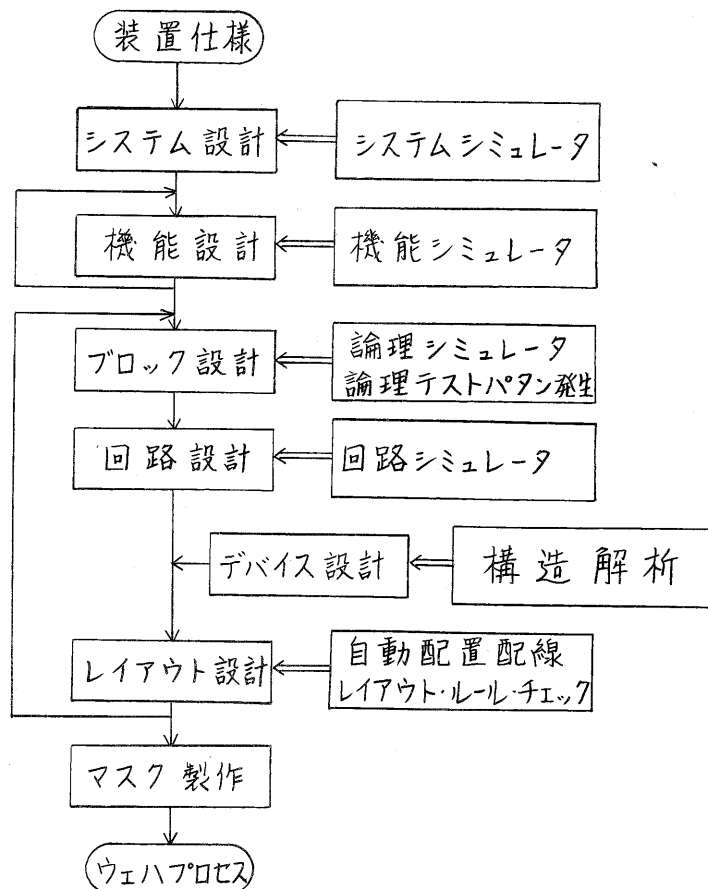 装置仕様
システム設計
システムシミュレータ
機能設計
機能シミュレータ
ブロック設計
論理シミュレータ
論理テストパタン発生
回路設計
回路シミュレータ
デバイス設計
構造解析
レイアウト設計
自動配置配線
レイアウト・ルール・チェック
マスク製作
ウェハプロセス